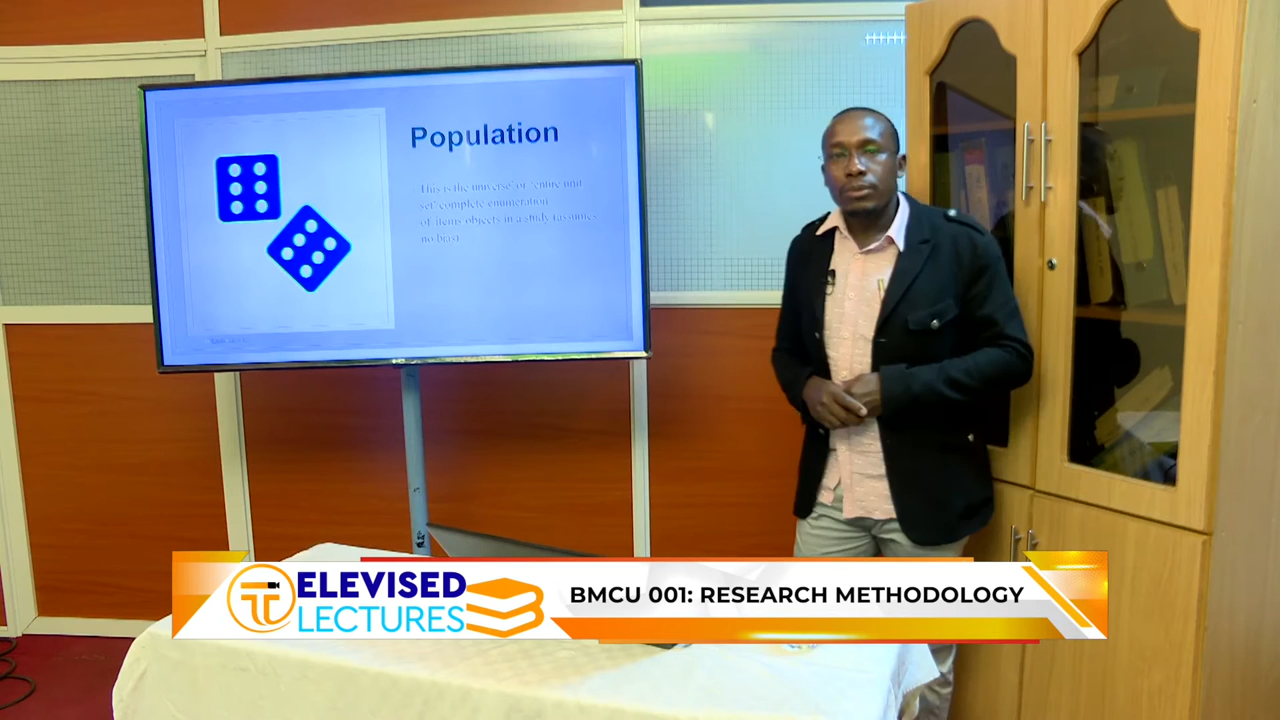 Population
This is the universe' or 'entire unit
set' complete enumeration
of items objects in a study (assumes
no bias)
TELEVISED
LECTURES
BMCU 001: RESEARCH METHODOLOGY